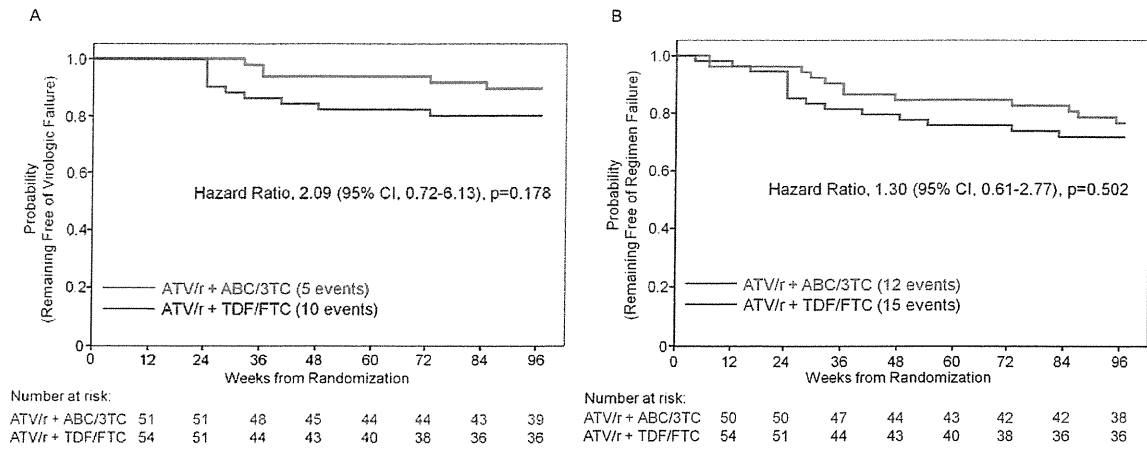 A
Probability
(Remaining Free of Virologic Failure)
1.0
0.8
0.6
0.4
0.2
0
Hazard Ratio, 2.09 (95% CI, 0.72-6.13), p=0.178
ATV/r + ABC/3TC (5 events)
ATV/r + TDF/FTC (10 events)
0 12 24 36 48 60 72 84 96
Weeks from Randomization
Number at risk:
ATV/r + ABC/3TC 51 51 48 45 44 44 43 39
ATV/r + TDF/FTC 54 51 44 43 40 38 36 36
B
Probability
(Remaining Free of Regimen Failure)
1.0
0.8
0.6
0.4
0.2
0
Hazard Ratio, 1.30 (95% CI, 0.61-2.77), p=0.502
ATV/r + ABC/3TC (12 events)
ATV/r + TDF/FTC (15 events)
0 12 24 36 48 60 72 84 96
Weeks from Randomization
Number at risk:
ATV/r + ABC/3TC 50 50 47 44 43 42 42 38
ATV/r + TDF/FTC 54 51 44 43 40 38 36 36